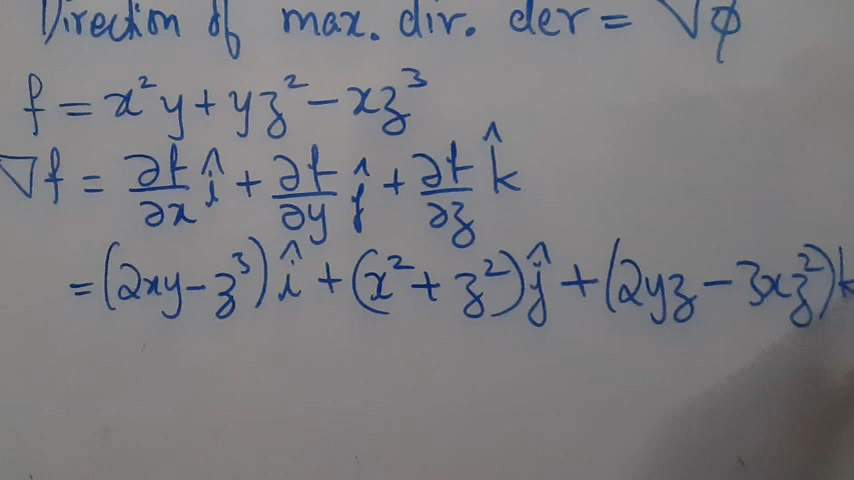 Direction of max. dir. der = ∇φ
f = x²y + yz² − xz³
∇f = ∂f/∂x î + ∂f/∂y ĵ + ∂f/∂z k̂
= (2xy − z³) î + (x² + z²) ĵ + (2yz − 3xz²) k